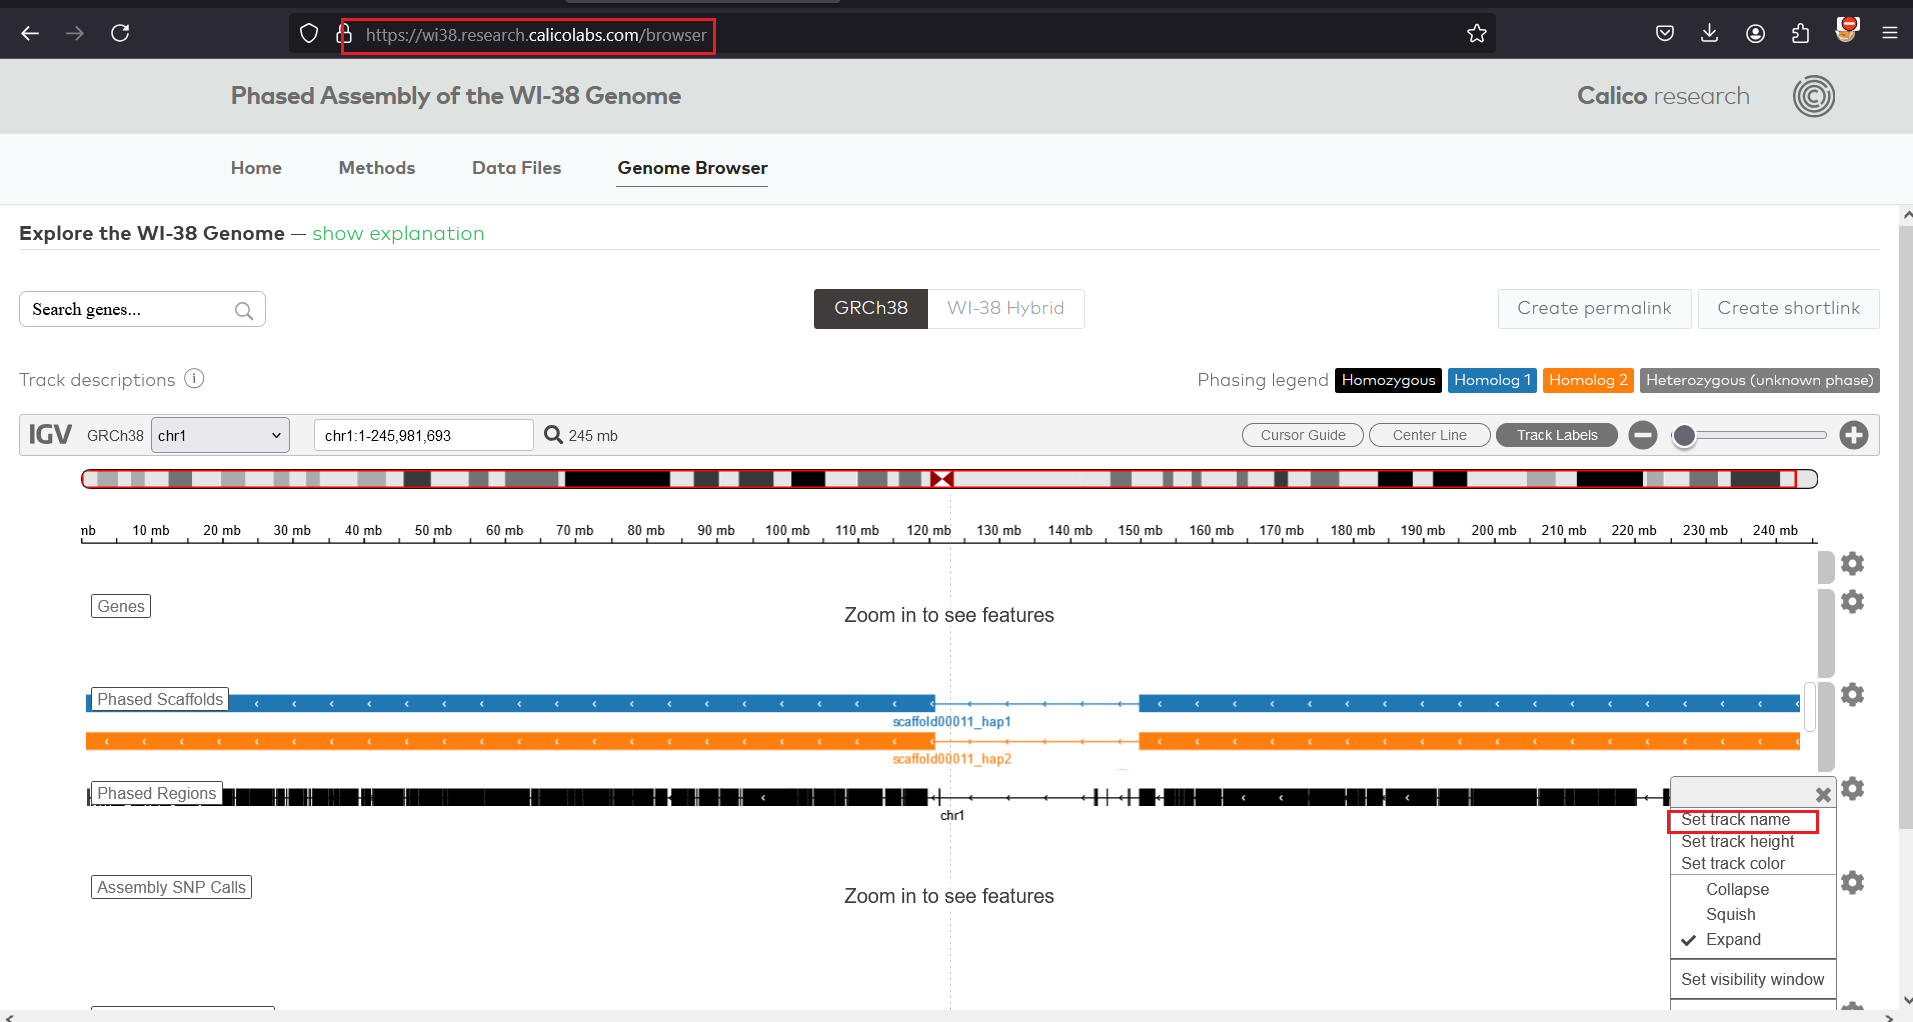 https://wi38.research.calicolabs.com/browser
Phased Assembly of the WI-38 Genome
Calico research
Home Methods Data Files Genome Browser
Explore the WI-38 Genome — show explanation
Search genes...
GRCh38 WI-38 Hybrid
Create permalink Create shortlink
Track descriptions i
Phasing legend Homozygous Homolog 1 Homolog 2 Heterozygous (unknown phase)
IGV GRCh38 chr1 chr1:1-245,981,693 245 mb Cursor Guide Center Line Track Labels
mb 10 mb 20 mb 30 mb 40 mb 50 mb 60 mb 70 mb 80 mb 90 mb 100 mb 110 mb 120 mb 130 mb 140 mb 150 mb 160 mb 170 mb 180 mb 190 mb 200 mb 210 mb 220 mb 230 mb 240 mb
Genes
Zoom in to see features
Phased Scaffolds
scaffold00011_hap1
scaffold00011_hap2
Phased Regions
chr1
Assembly SNP Calls
Zoom in to see features
Set track name
Set track height
Set track color
Collapse
Squish
Expand
Set visibility window